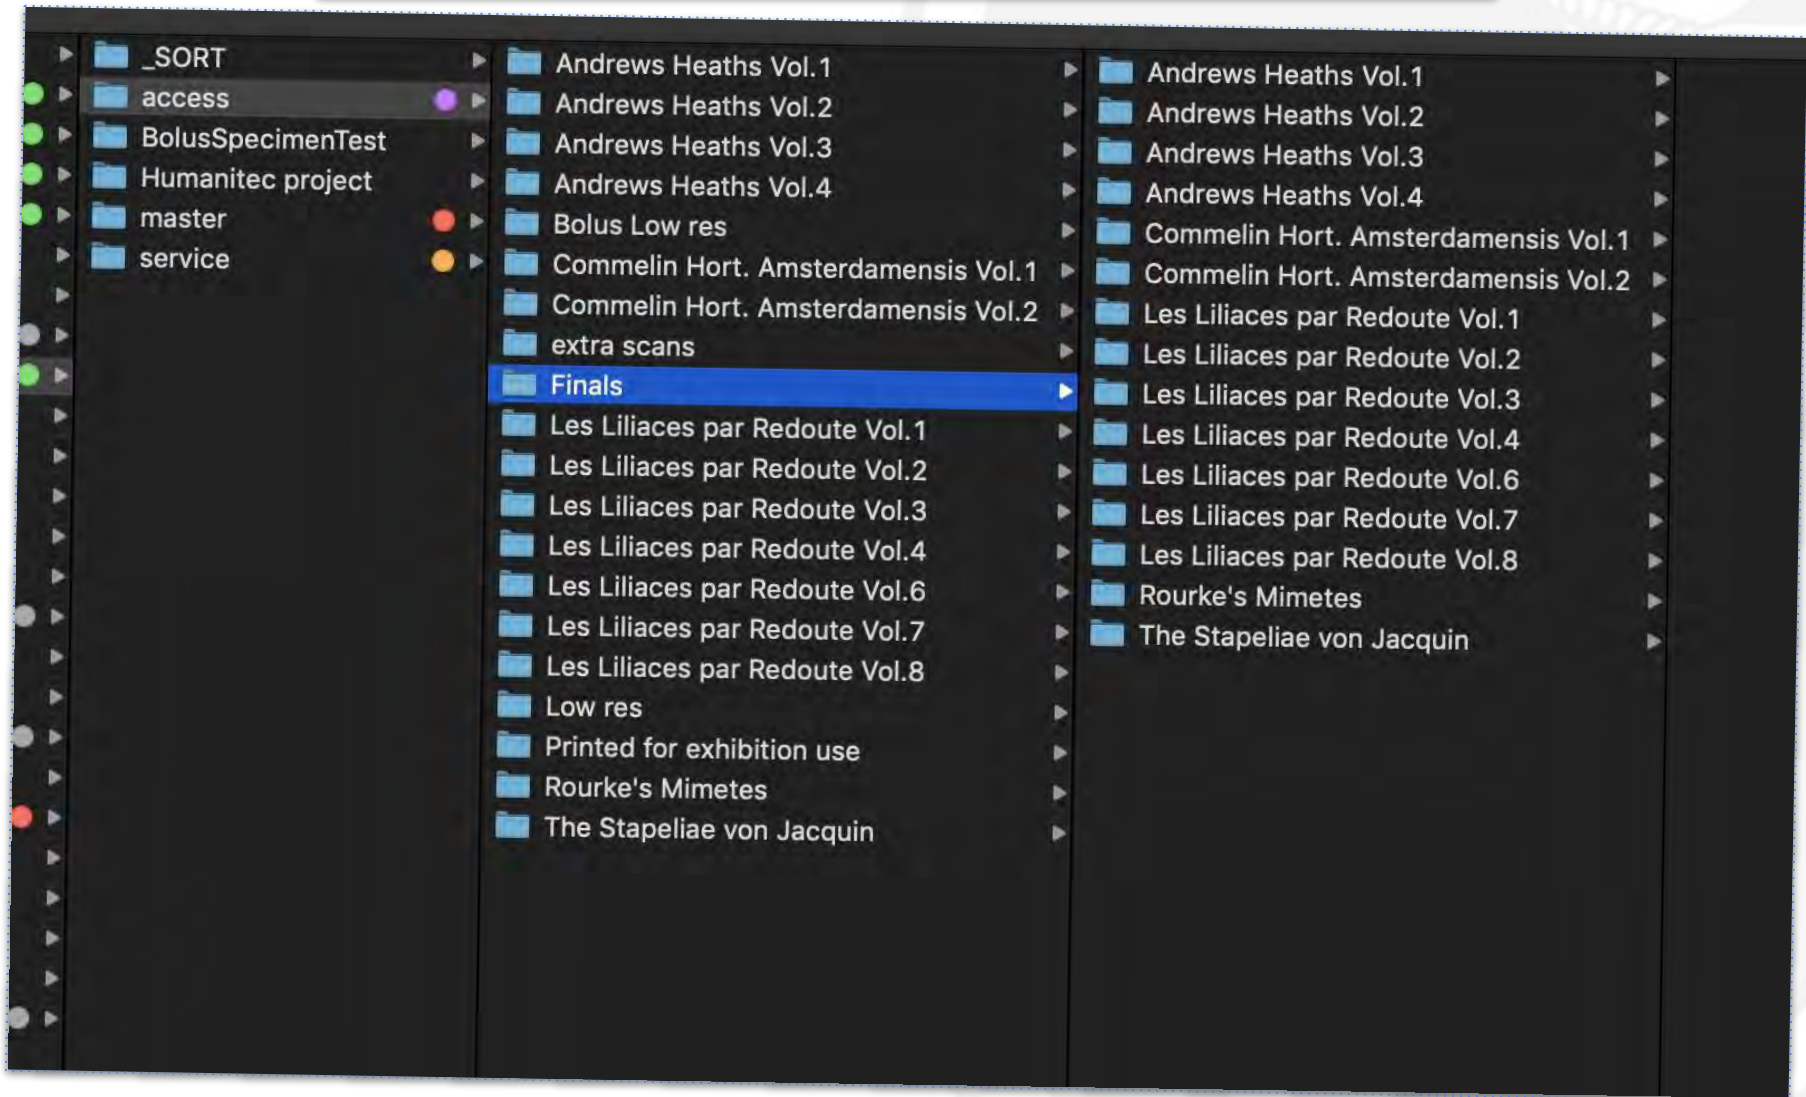 _SORT
access
BolusSpecimenTest
Humanitec project
master
service
Andrews Heaths Vol.1
Andrews Heaths Vol.2
Andrews Heaths Vol.3
Andrews Heaths Vol.4
Bolus Low res
Commelin Hort. Amsterdamensis Vol.1
Commelin Hort. Amsterdamensis Vol.2
extra scans
Finals
Les Liliaces par Redoute Vol.1
Les Liliaces par Redoute Vol.2
Les Liliaces par Redoute Vol.3
Les Liliaces par Redoute Vol.4
Les Liliaces par Redoute Vol.6
Les Liliaces par Redoute Vol.7
Les Liliaces par Redoute Vol.8
Low res
Printed for exhibition use
Rourke's Mimetes
The Stapeliae von Jacquin
Andrews Heaths Vol.1
Andrews Heaths Vol.2
Andrews Heaths Vol.3
Andrews Heaths Vol.4
Commelin Hort. Amsterdamensis Vol.1
Commelin Hort. Amsterdamensis Vol.2
Les Liliaces par Redoute Vol.1
Les Liliaces par Redoute Vol.2
Les Liliaces par Redoute Vol.3
Les Liliaces par Redoute Vol.4
Les Liliaces par Redoute Vol.6
Les Liliaces par Redoute Vol.7
Les Liliaces par Redoute Vol.8
Rourke's Mimetes
The Stapeliae von Jacquin